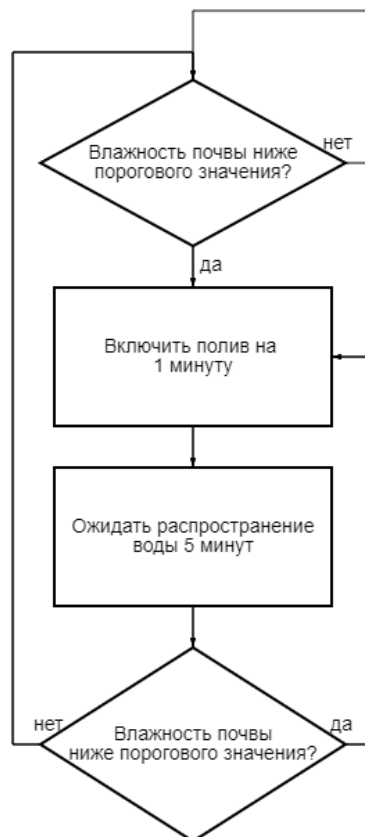 Влажность почвы ниже
порогового значения?
нет
да
Включить полив на
1 минуту
Ожидать распространение
воды 5 минут
нет
Влажность почвы
ниже порогового значения?
да